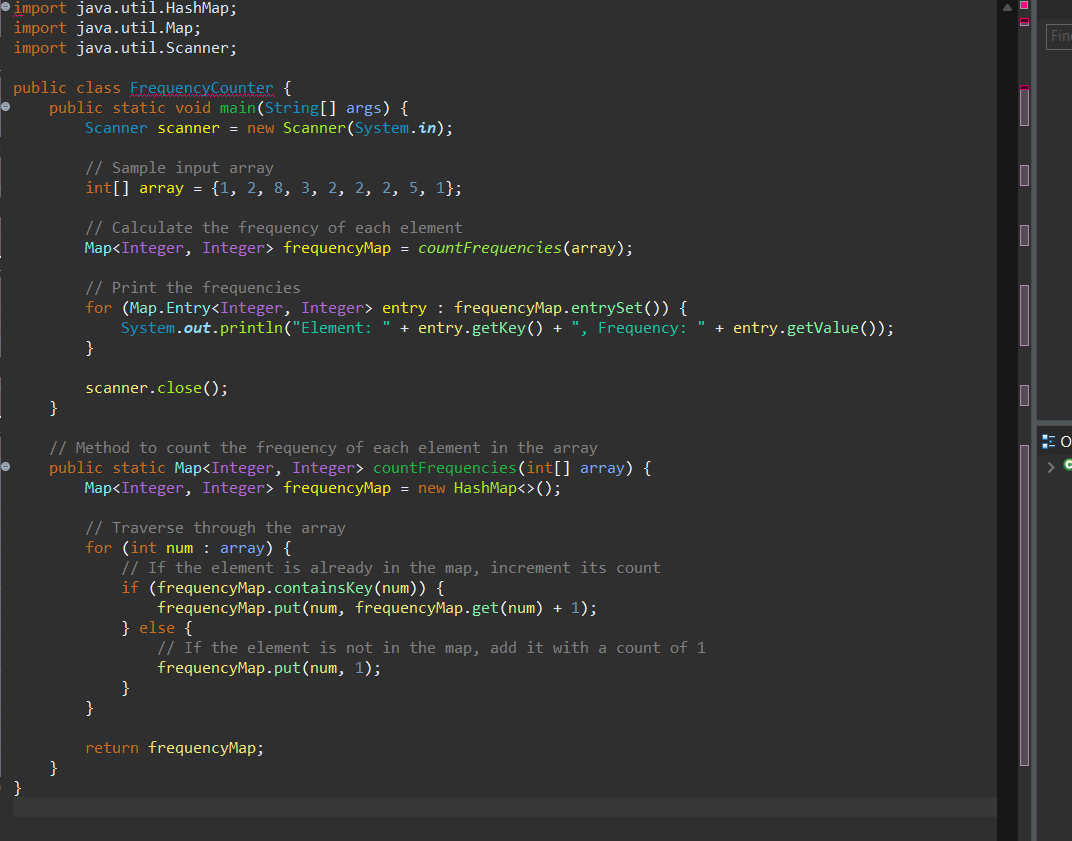 import java.util.HashMap;
import java.util.Map;
import java.util.Scanner;

public class FrequencyCounter {
    public static void main(String[] args) {
        Scanner scanner = new Scanner(System.in);

        // Sample input array
        int[] array = {1, 2, 8, 3, 2, 2, 2, 5, 1};

        // Calculate the frequency of each element
        Map<Integer, Integer> frequencyMap = countFrequencies(array);

        // Print the frequencies
        for (Map.Entry<Integer, Integer> entry : frequencyMap.entrySet()) {
            System.out.println("Element: " + entry.getKey() + ", Frequency: " + entry.getValue());
        }

        scanner.close();
    }

    // Method to count the frequency of each element in the array
    public static Map<Integer, Integer> countFrequencies(int[] array) {
        Map<Integer, Integer> frequencyMap = new HashMap<>();

        // Traverse through the array
        for (int num : array) {
            // If the element is already in the map, increment its count
            if (frequencyMap.containsKey(num)) {
                frequencyMap.put(num, frequencyMap.get(num) + 1);
            } else {
                // If the element is not in the map, add it with a count of 1
                frequencyMap.put(num, 1);
            }
        }

        return frequencyMap;
    }
}